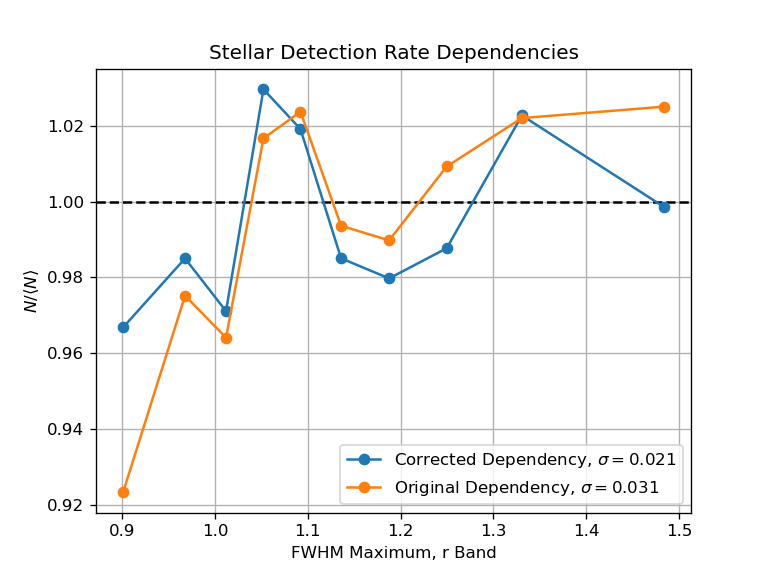 Stellar Detection Rate Dependencies
N/⟨N⟩
1.02
1.00
0.98
0.96
0.94
0.92
Corrected Dependency, σ = 0.021
Original Dependency, σ = 0.031
0.9 1.0 1.1 1.2 1.3 1.4 1.5
FWHM Maximum, r Band